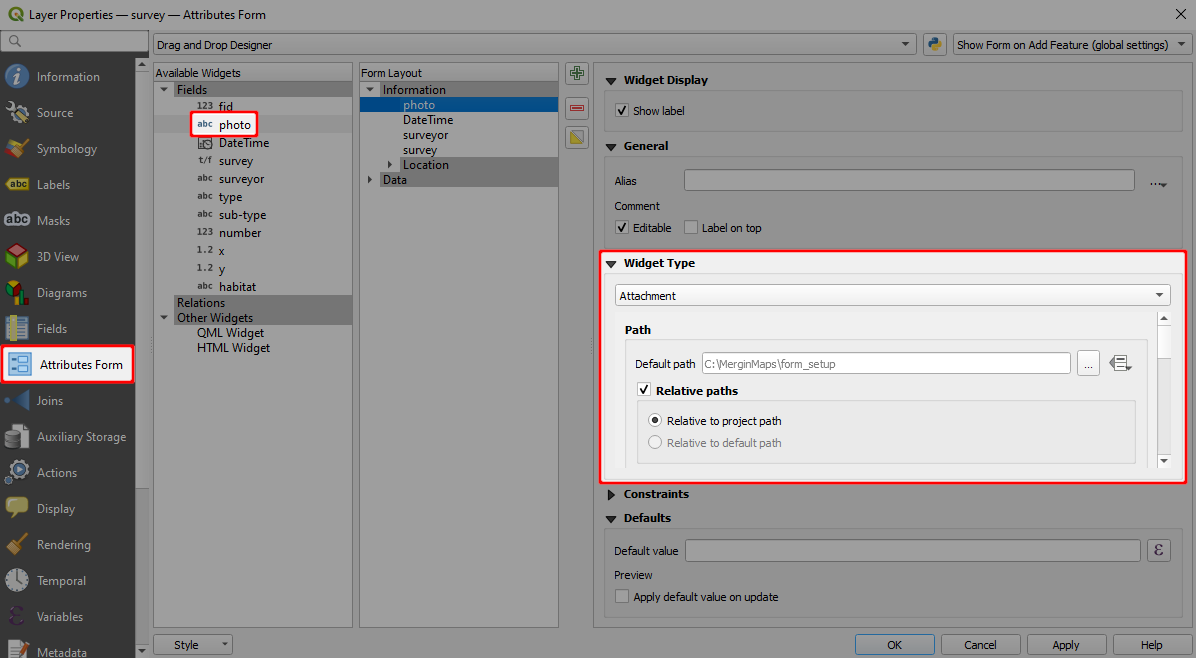 Layer Properties — survey — Attributes Form
Information
Source
Symbology
abc Labels
abc Masks
3D View
Diagrams
Fields
Attributes Form
Joins
Auxiliary Storage
Actions
Display
Rendering
Temporal
Variables
Metadata
Drag and Drop Designer
Show Form on Add Feature (global settings)
Available Widgets
Fields
123 fid
abc photo
DateTime
t/f survey
abc surveyor
abc type
abc sub-type
123 number
1.2 x
1.2 y
abc habitat
Relations
Other Widgets
QML Widget
HTML Widget
Form Layout
Information
photo
DateTime
surveyor
survey
Location
Data
Widget Display
Show label
General
Alias
...
Comment
Editable Label on top
Widget Type
Attachment
Path
Default path C:\MerginMaps\form_setup ...
Relative paths
Relative to project path
Relative to default path
Constraints
Defaults
Default value ε
Preview
Apply default value on update
Style OK Cancel Apply Help